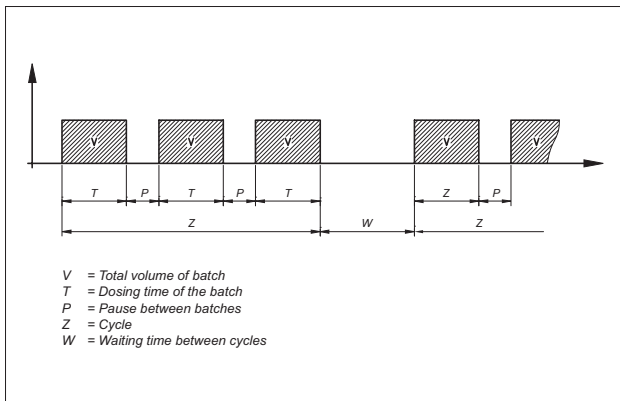 V V V V V
T P T P T Z P
Z W Z
V = Total volume of batch
T = Dosing time of the batch
P = Pause between batches
Z = Cycle
W = Waiting time between cycles